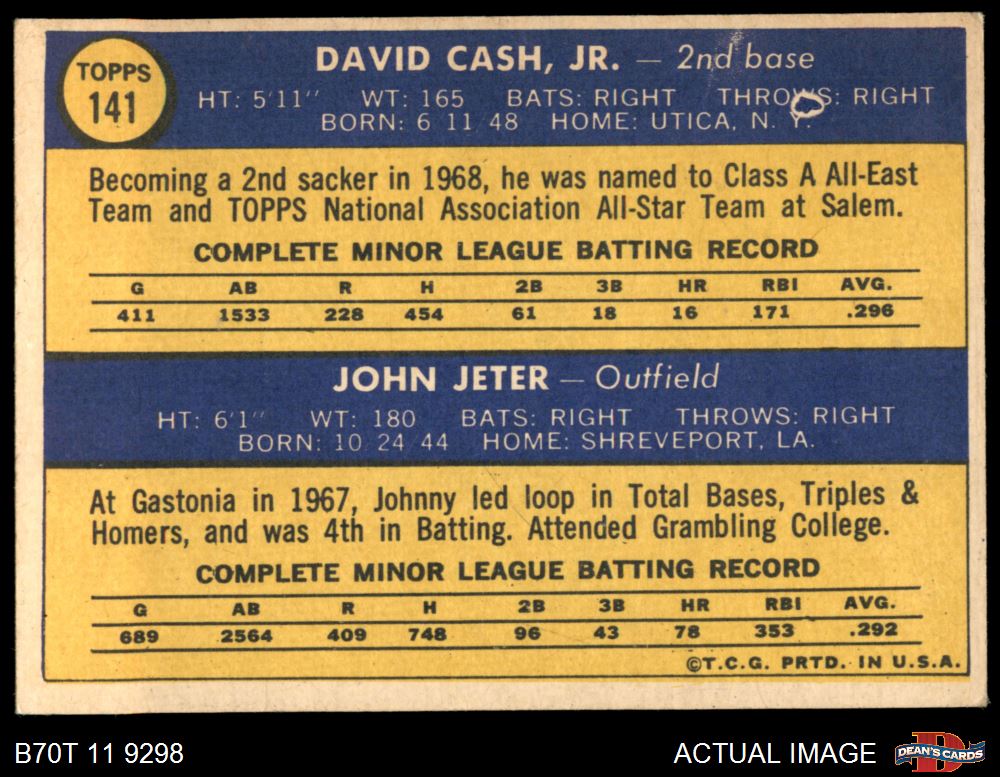 TOPPS
141
DAVID CASH, JR. — 2nd base
HT: 5'11" WT: 165 BATS: RIGHT THROWS: RIGHT
BORN: 6 11 48 HOME: UTICA, N. Y.
Becoming a 2nd sacker in 1968, he was named to Class A All-East
Team and TOPPS National Association All-Star Team at Salem.
COMPLETE MINOR LEAGUE BATTING RECORD
G AB R H 2B 3B HR RBI AVG.
411 1533 228 454 61 18 16 171 .296
JOHN JETER — Outfield
HT: 6'1" WT: 180 BATS: RIGHT THROWS: RIGHT
BORN: 10 24 44 HOME: SHREVEPORT, LA.
At Gastonia in 1967, Johnny led loop in Total Bases, Triples &
Homers, and was 4th in Batting. Attended Grambling College.
COMPLETE MINOR LEAGUE BATTING RECORD
G AB R H 2B 3B HR RBI AVG.
689 2564 409 748 96 43 78 353 .292
©T.C.G. PRTD. IN U.S.A.
B70T 11 9298
ACTUAL IMAGE
DEAN'S CARDS